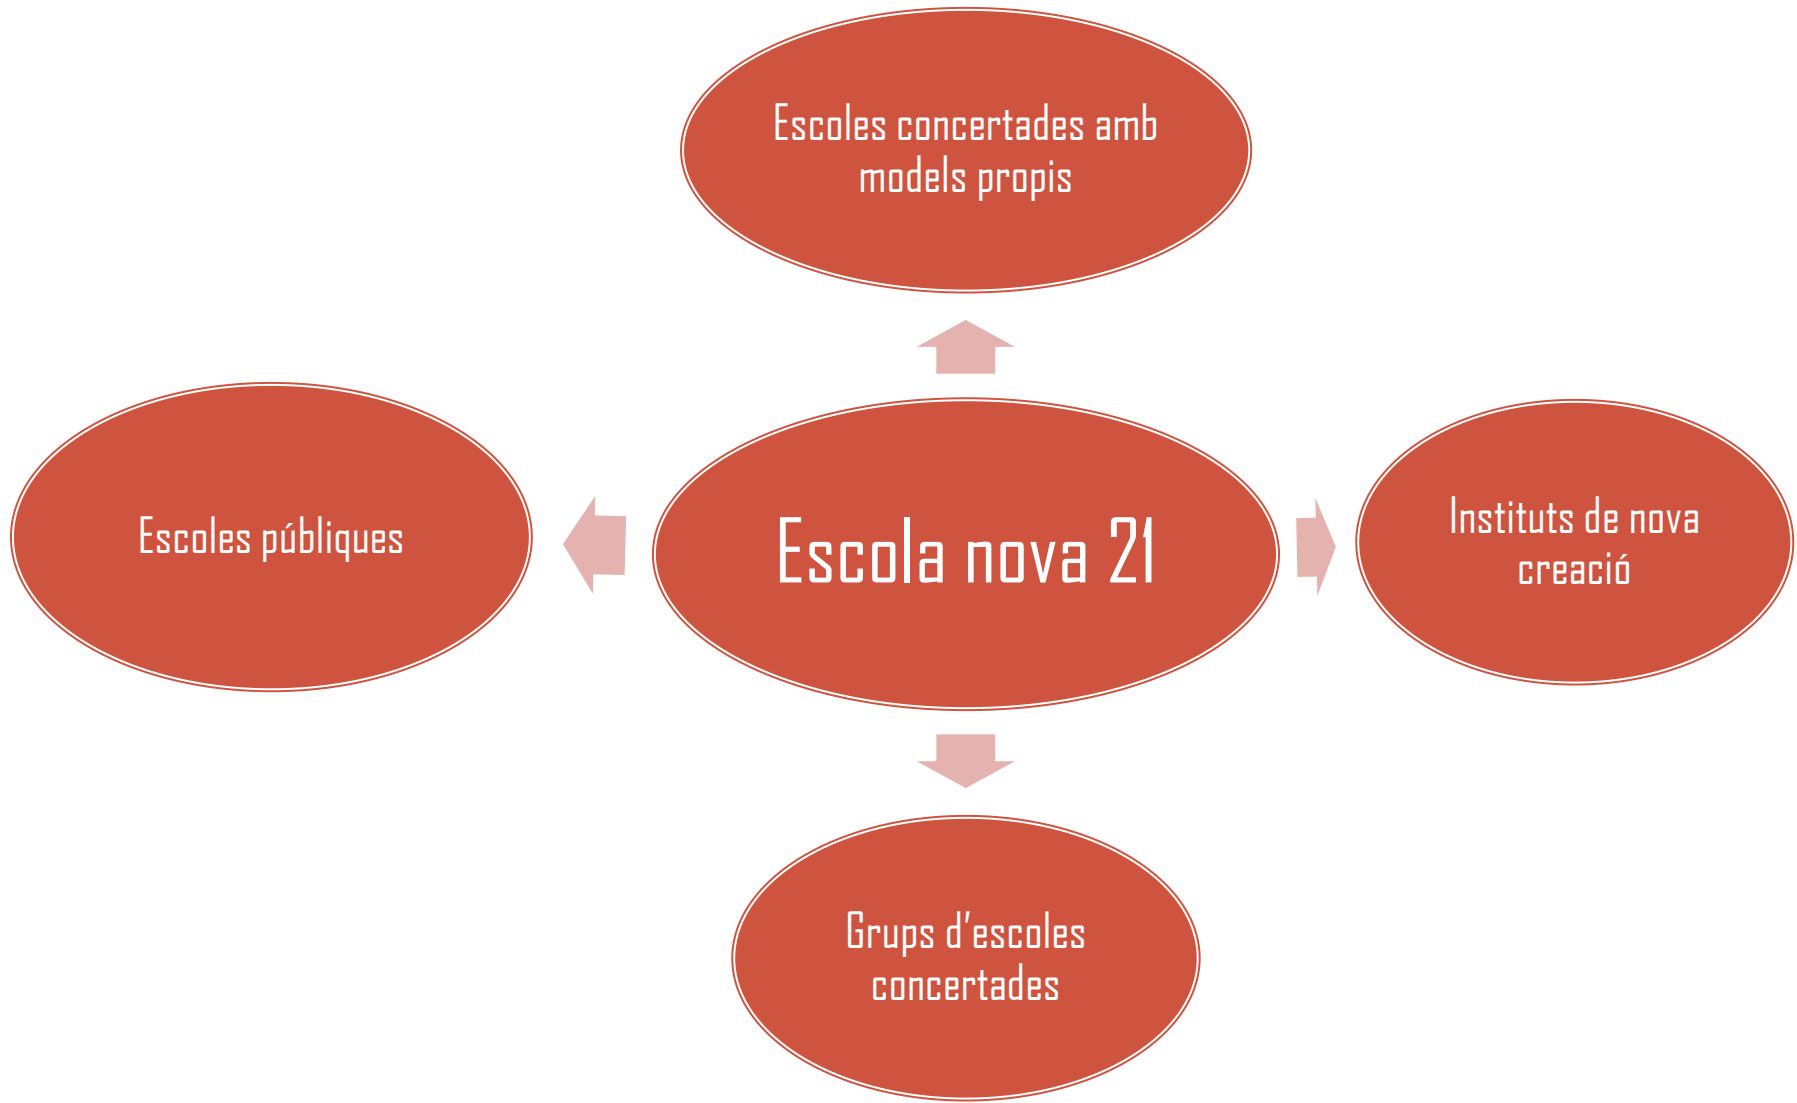 Escoles concertades amb
models propis
Escoles públiques
Escola nova 21
Instituts de nova
creació
Grups d'escoles
concertades